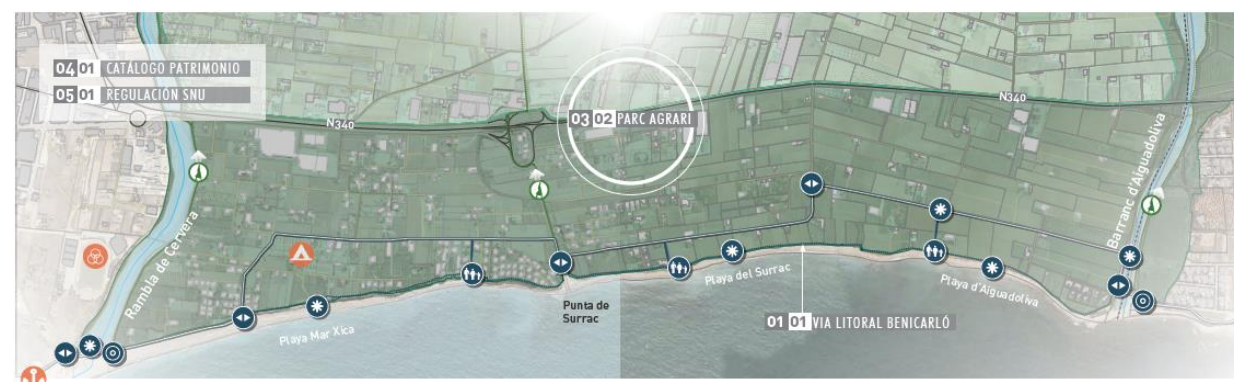 04 01 CATÁLOGO PATRIMONIO
05 01 REGULACIÓN SNU
N340
03 02 PARC AGRARI
N340
Rambla de Cervera
Barranc d'Aiguadoliva
Playa del Surrac
Playa d'Aiguadoliva
Punta de
Surrac
Playa Mar Xica
01 01 VIA LITORAL BENICARLÓ